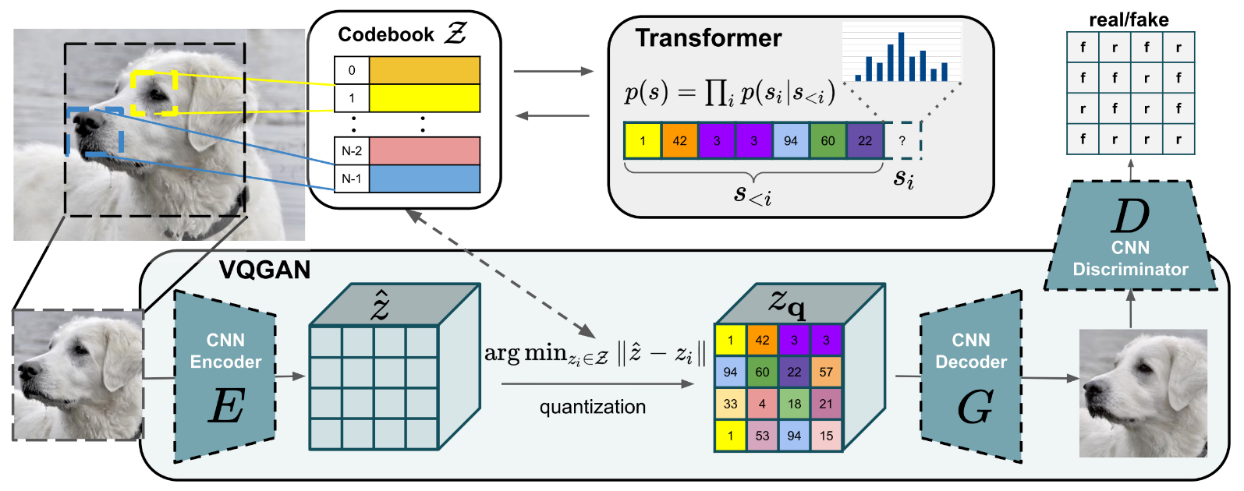 Codebook 𝒵
0
1
⋮ ⋮
N-2
N-1
Transformer
p(s) = ∏ᵢ p(sᵢ|s<ᵢ)
1 42 3 3 94 60 22 ?
s<ᵢ sᵢ
real/fake
f r f r
f f r r
r f r f
f r r r
D
CNN
Discriminator
VQGAN
CNN
Encoder
E
ẑ
arg min_{zᵢ∈𝒵} ‖ẑ − zᵢ‖
quantization
z_𝐪
1 42 3 3
94 60 22 57
33 4 18 21
1 53 94 15
CNN
Decoder
G